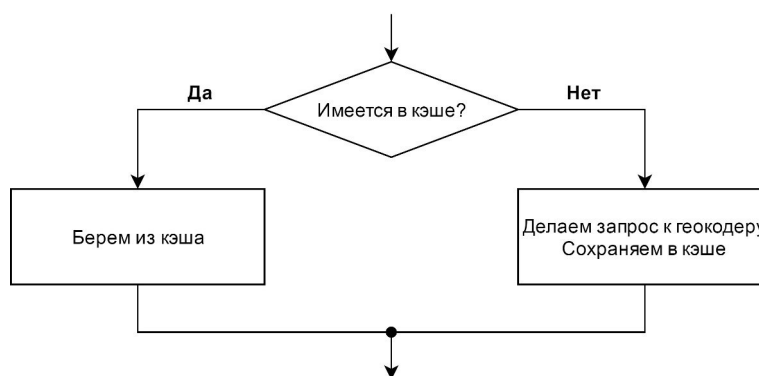 Да
Имеется в кэше?
Нет
Берем из кэша
Делаем запрос к геокодеру
Сохраняем в кэше